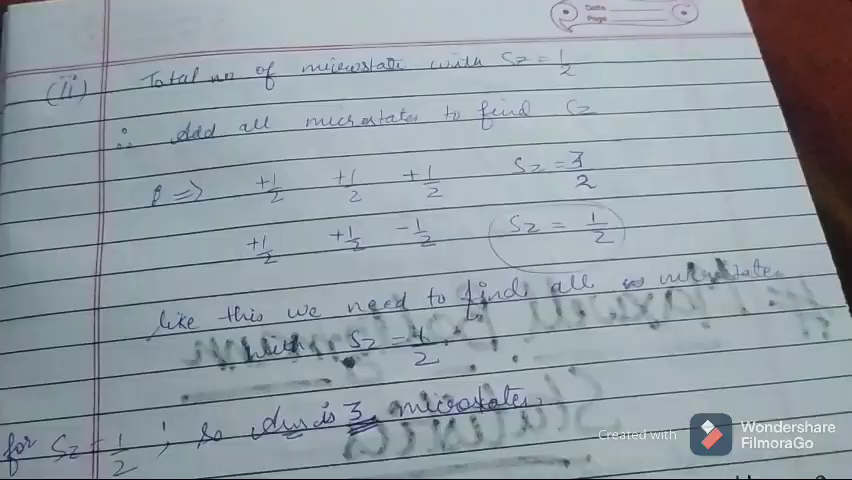 Date
Page
(ii) Total no of microstate with Sz = 1/2
∴ Add all microstates to find Sz
⇒ +1/2 +1/2 +1/2 Sz = 3/2
+1/2 +1/2 -1/2 Sz = 1/2
like this we need to find all microstates
with Sz = 1/2.
for Sz = 1/2 ; so there is 3 microstates.
Created with
Wondershare
FilmoraGo